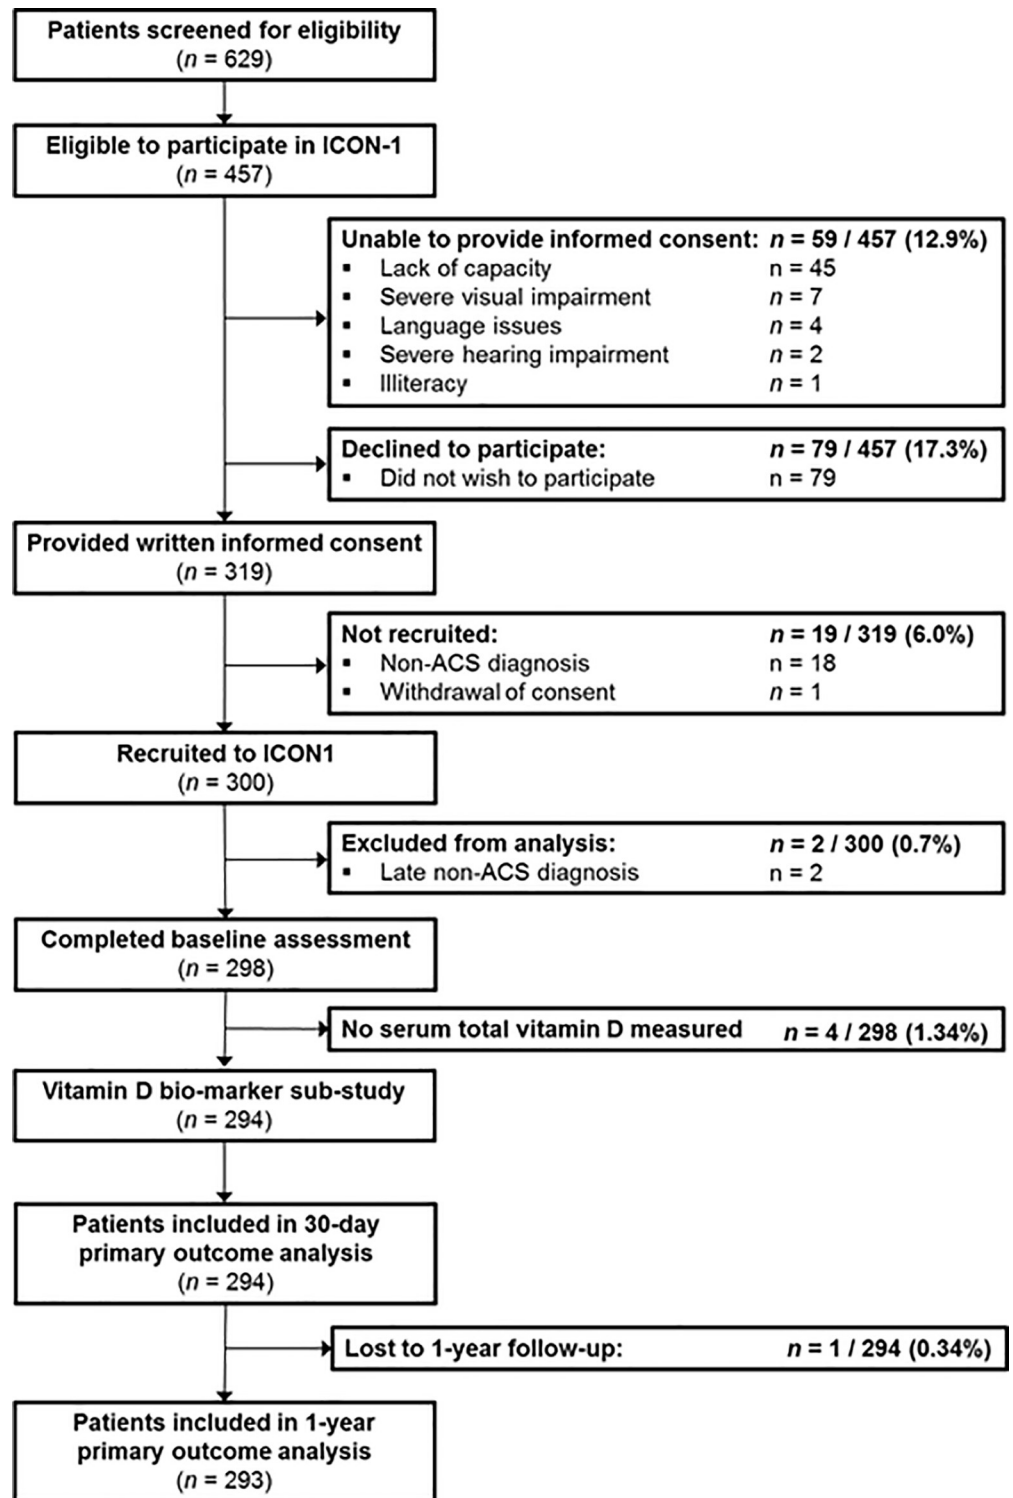 Patients screened for eligibility
(n = 629)
Eligible to participate in ICON-1
(n = 457)
Unable to provide informed consent: n = 59 / 457 (12.9%)
▪ Lack of capacity n = 45
▪ Severe visual impairment n = 7
▪ Language issues n = 4
▪ Severe hearing impairment n = 2
▪ Illiteracy n = 1
Declined to participate: n = 79 / 457 (17.3%)
▪ Did not wish to participate n = 79
Provided written informed consent
(n = 319)
Not recruited: n = 19 / 319 (6.0%)
▪ Non-ACS diagnosis n = 18
▪ Withdrawal of consent n = 1
Recruited to ICON1
(n = 300)
Excluded from analysis: n = 2 / 300 (0.7%)
▪ Late non-ACS diagnosis n = 2
Completed baseline assessment
(n = 298)
No serum total vitamin D measured n = 4 / 298 (1.34%)
Vitamin D bio-marker sub-study
(n = 294)
Patients included in 30-day
primary outcome analysis
(n = 294)
Lost to 1-year follow-up: n = 1 / 294 (0.34%)
Patients included in 1-year
primary outcome analysis
(n = 293)